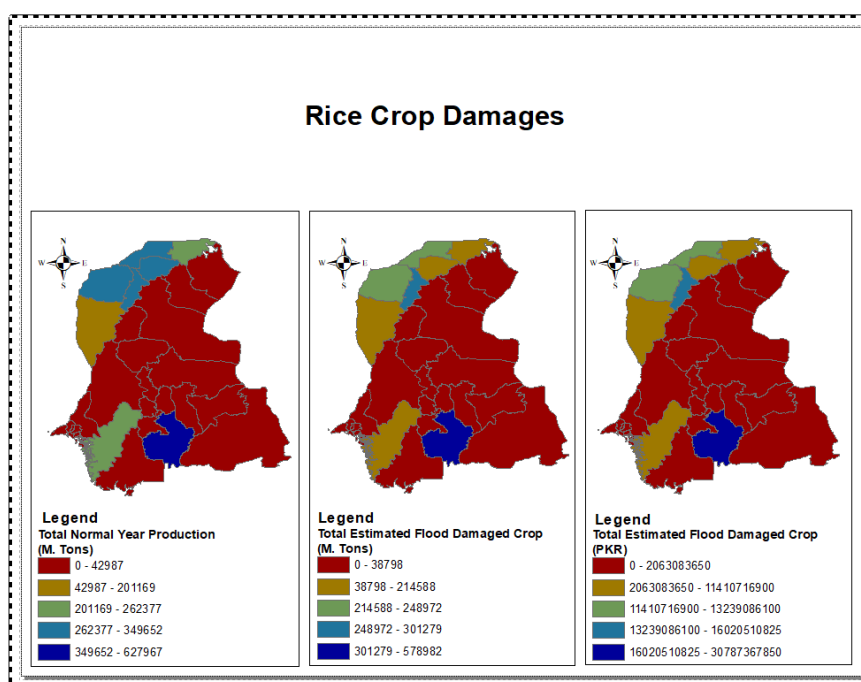 Rice Crop Damages
N
W E
S
Legend
Total Normal Year Production
(M. Tons)
0 - 42987
42987 - 201169
201169 - 262377
262377 - 349652
349652 - 627967
N
W E
S
Legend
Total Estimated Flood Damaged Crop
(M. Tons)
0 - 38798
38798 - 214588
214588 - 248972
248972 - 301279
301279 - 578982
N
W E
S
Legend
Total Estimated Flood Damaged Crop
(PKR)
0 - 2063083650
2063083650 - 11410716900
11410716900 - 13239086100
13239086100 - 16020510825
16020510825 - 30787367850